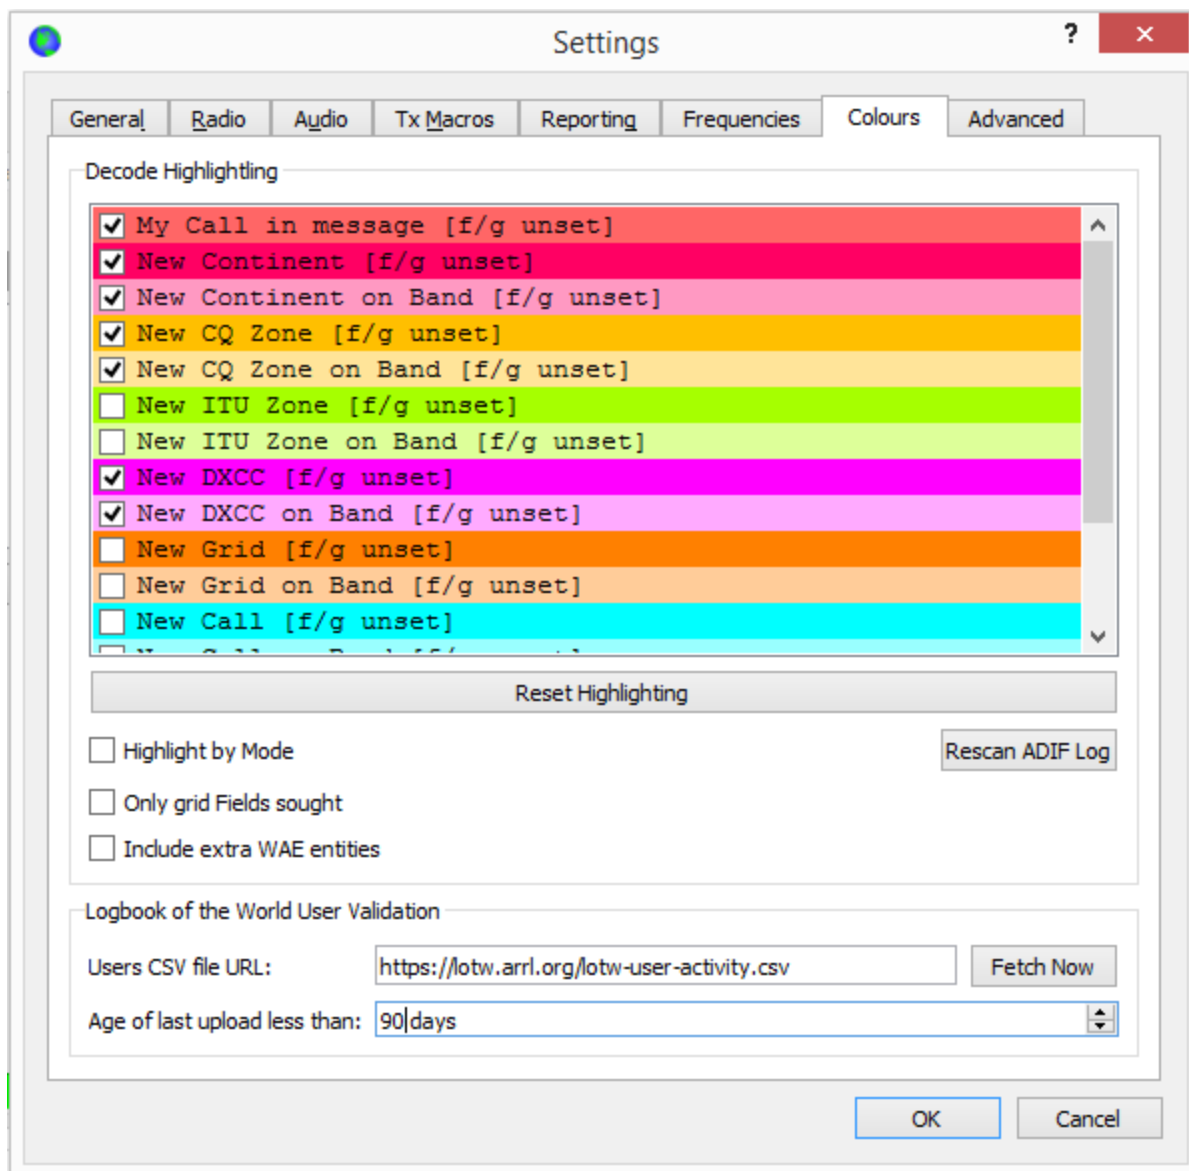 Settings
?
General Radio Audio Tx Macros Reporting Frequencies Colours Advanced
Decode Highlightling
My Call in message [f/g unset]
New Continent [f/g unset]
New Continent on Band [f/g unset]
New CQ Zone [f/g unset]
New CQ Zone on Band [f/g unset]
New ITU Zone [f/g unset]
New ITU Zone on Band [f/g unset]
New DXCC [f/g unset]
New DXCC on Band [f/g unset]
New Grid [f/g unset]
New Grid on Band [f/g unset]
New Call [f/g unset]
Reset Highlighting
Highlight by Mode
Rescan ADIF Log
Only grid Fields sought
Include extra WAE entities
Logbook of the World User Validation
Users CSV file URL: https://lotw.arrl.org/lotw-user-activity.csv Fetch Now
Age of last upload less than: 90 days
OK Cancel